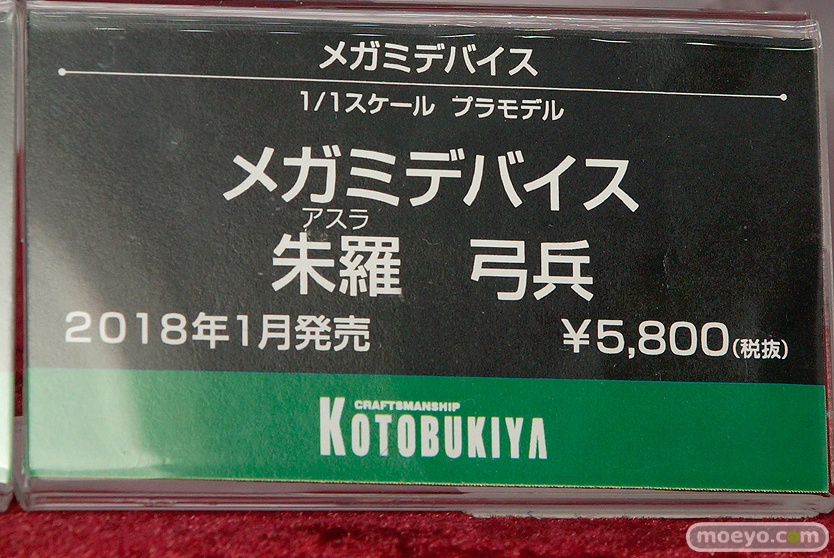 メガミデバイス
1/1スケール プラモデル
メガミデバイス
アスラ
朱羅 弓兵
2018年1月発売 ¥5,800(税抜)
CRAFTSMANSHIP
KOTOBUKIYA
moeyo.com